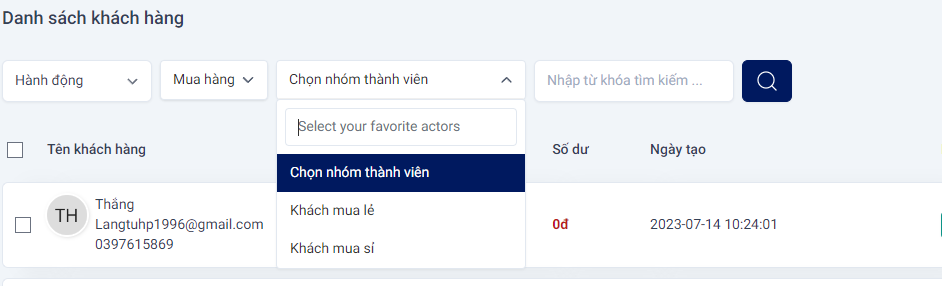 Danh sách khách hàng
Hành động
Mua hàng
Chọn nhóm thành viên
Nhập từ khóa tìm kiếm ...
Select your favorite actors
Chọn nhóm thành viên
Khách mua lẻ
Khách mua sỉ
Tên khách hàng
Số dư
Ngày tạo
TH
Thắng
Langtuhp1996@gmail.com
0397615869
0đ
2023-07-14 10:24:01